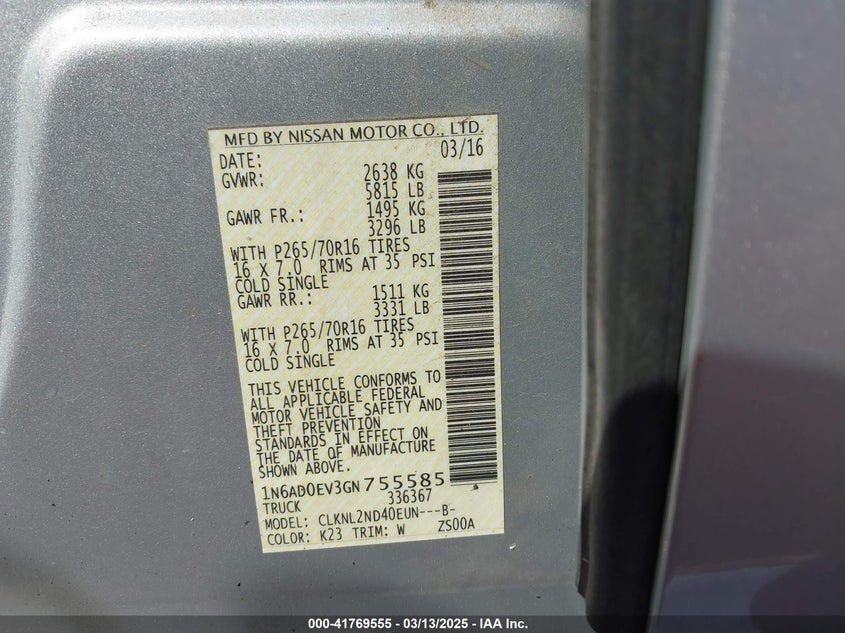 MFD BY NISSAN MOTOR CO., LTD.
DATE: 03/16
GVWR: 2638 KG
5815 LB
GAWR FR.: 1495 KG
3296 LB
WITH P265/70R16 TIRES
16 X 7.0 RIMS AT 35 PSI
COLD SINGLE
GAWR RR.: 1511 KG
3331 LB
WITH P265/70R16 TIRES
16 X 7.0 RIMS AT 35 PSI
COLD SINGLE
THIS VEHICLE CONFORMS TO
ALL APPLICABLE FEDERAL
MOTOR VEHICLE SAFETY AND
THEFT PREVENTION
STANDARDS IN EFFECT ON
THE DATE OF MANUFACTURE
SHOWN ABOVE.
1N6AD0EV3GN755585
TRUCK 336367
MODEL: CLKNL2ND40EUN---B-
COLOR: K23 TRIM: W ZS00A
000-41769555 - 03/13/2025 - IAA Inc.